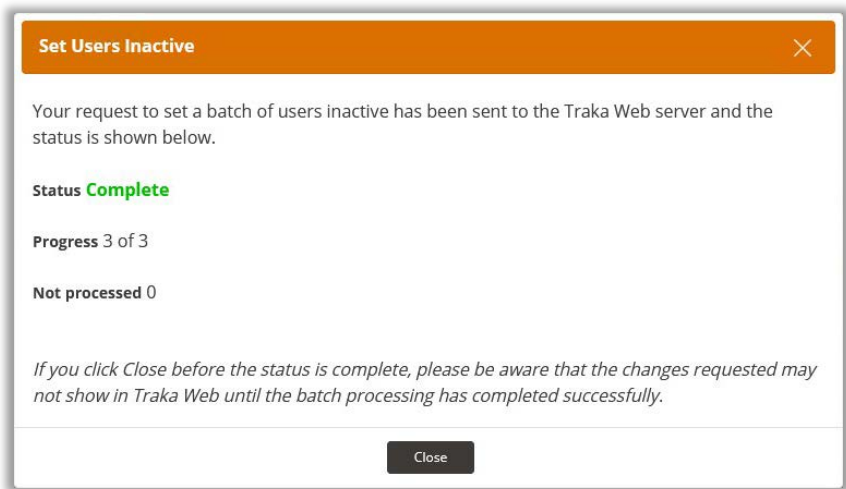 Set Users Inactive
Your request to set a batch of users inactive has been sent to the Traka Web server and the
status is shown below.
Status Complete
Progress 3 of 3
Not processed 0
If you click Close before the status is complete, please be aware that the changes requested may
not show in Traka Web until the batch processing has completed successfully.
Close